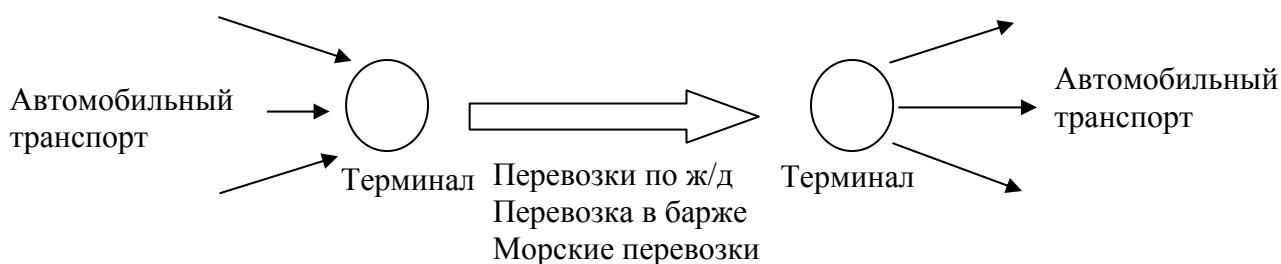 Автомобильный
транспорт
Терминал
Перевозки по ж/д
Перевозка в барже
Морские перевозки
Терминал
Автомобильный
транспорт